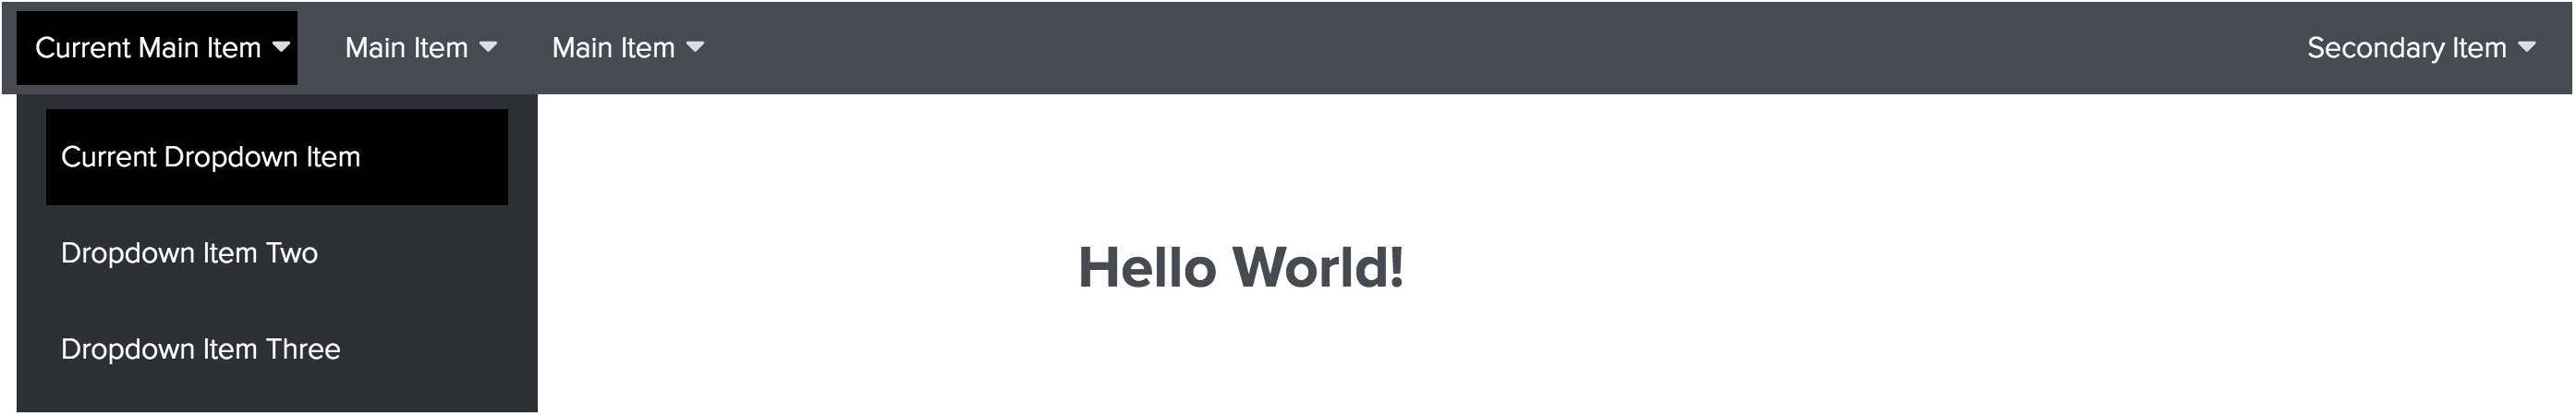 Current Main Item Main Item Main Item Secondary Item
Current Dropdown Item
Dropdown Item Two
Hello World!
Dropdown Item Three